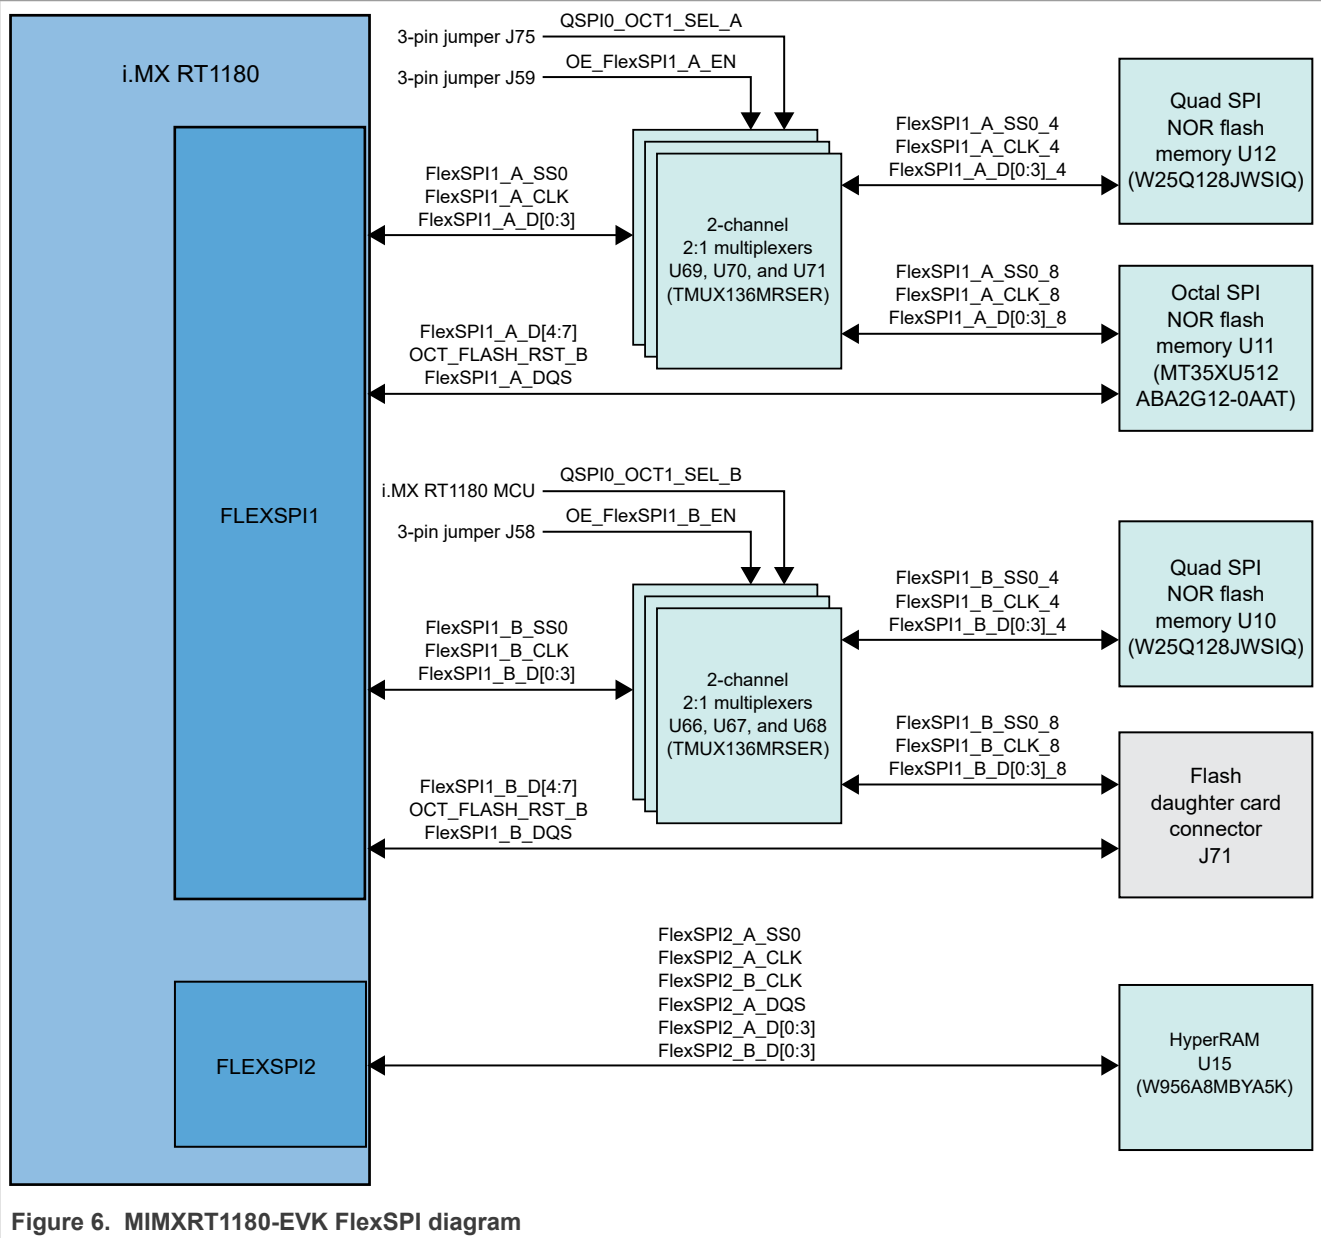 i.MX RT1180
FLEXSPI1
FLEXSPI2
3-pin jumper J75
QSPI0_OCT1_SEL_A
3-pin jumper J59
OE_FlexSPI1_A_EN
FlexSPI1_A_SS0
FlexSPI1_A_CLK
FlexSPI1_A_D[0:3]
2-channel
2:1 multiplexers
U69, U70, and U71
(TMUX136MRSER)
FlexSPI1_A_SS0_4
FlexSPI1_A_CLK_4
FlexSPI1_A_D[0:3]_4
Quad SPI
NOR flash
memory U12
(W25Q128JWSIQ)
FlexSPI1_A_SS0_8
FlexSPI1_A_CLK_8
FlexSPI1_A_D[0:3]_8
Octal SPI
NOR flash
memory U11
(MT35XU512
ABA2G12-0AAT)
FlexSPI1_A_D[4:7]
OCT_FLASH_RST_B
FlexSPI1_A_DQS
i.MX RT1180 MCU
QSPI0_OCT1_SEL_B
3-pin jumper J58
OE_FlexSPI1_B_EN
FlexSPI1_B_SS0
FlexSPI1_B_CLK
FlexSPI1_B_D[0:3]
2-channel
2:1 multiplexers
U66, U67, and U68
(TMUX136MRSER)
FlexSPI1_B_SS0_4
FlexSPI1_B_CLK_4
FlexSPI1_B_D[0:3]_4
Quad SPI
NOR flash
memory U10
(W25Q128JWSIQ)
FlexSPI1_B_SS0_8
FlexSPI1_B_CLK_8
FlexSPI1_B_D[0:3]_8
Flash
daughter card
connector
J71
FlexSPI1_B_D[4:7]
OCT_FLASH_RST_B
FlexSPI1_B_DQS
FlexSPI2_A_SS0
FlexSPI2_A_CLK
FlexSPI2_B_CLK
FlexSPI2_A_DQS
FlexSPI2_A_D[0:3]
FlexSPI2_B_D[0:3]
HyperRAM
U15
(W956A8MBYA5K)
Figure 6. MIMXRT1180-EVK FlexSPI diagram